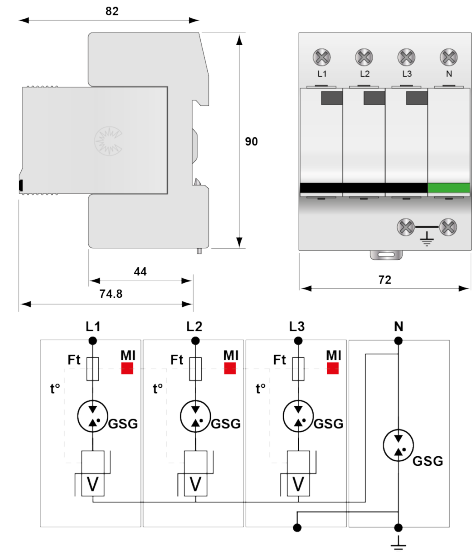 82
L1 L2 L3 N
90
44
74.8
72
L1 L2 L3 N
Ft MI Ft MI Ft MI
t° t° t°
GSG GSG GSG
GSG
V V V